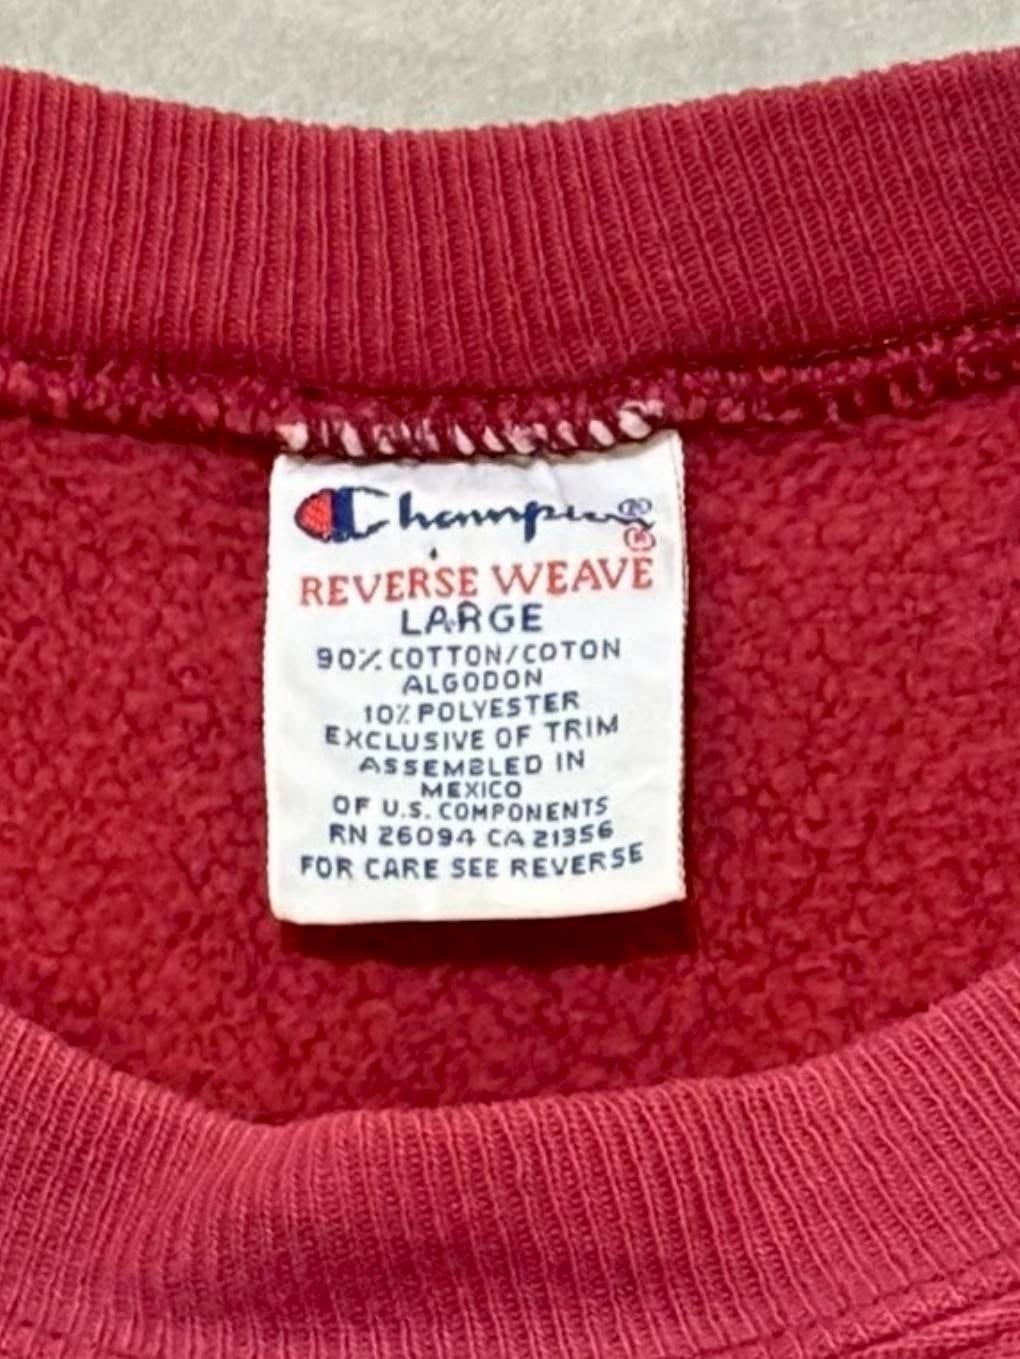 Champion®
®
REVERSE WEAVE
LARGE
90% COTTON/COTON
ALGODON
10% POLYESTER
EXCLUSIVE OF TRIM
ASSEMBLED IN
MEXICO
OF U.S. COMPONENTS
RN 26094 CA 21356
FOR CARE SEE REVERSE